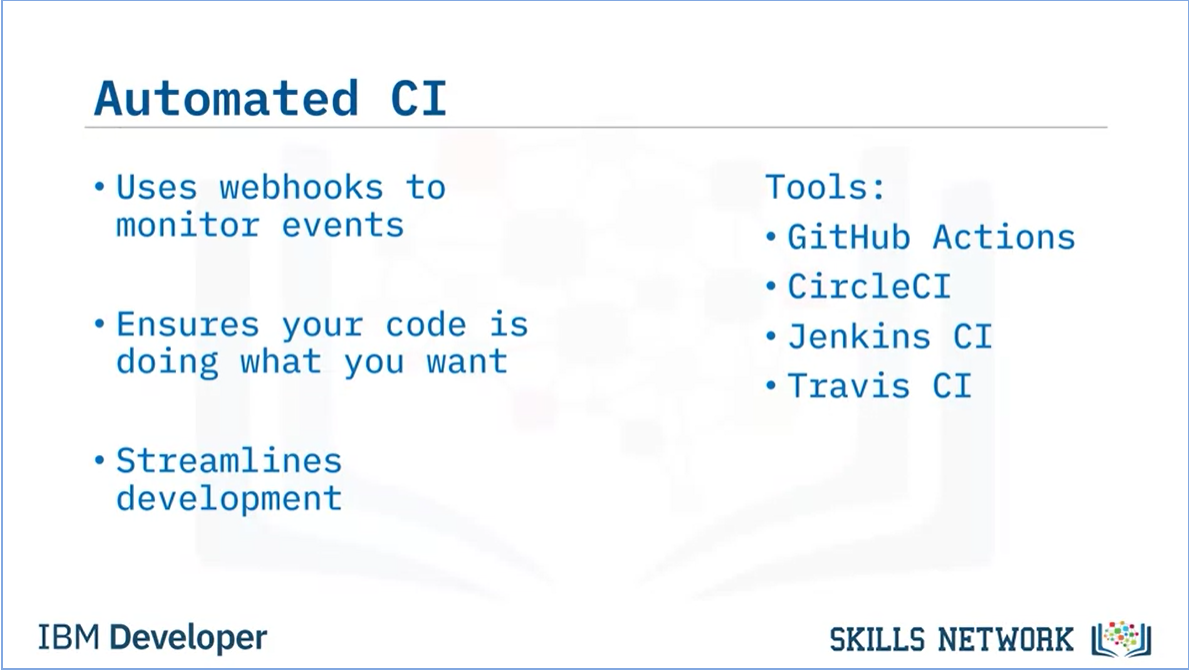 Automated CI
• Uses webhooks to
monitor events
• Ensures your code is
doing what you want
• Streamlines
development
Tools:
• GitHub Actions
• CircleCI
• Jenkins CI
• Travis CI
IBM Developer
SKILLS NETWORK